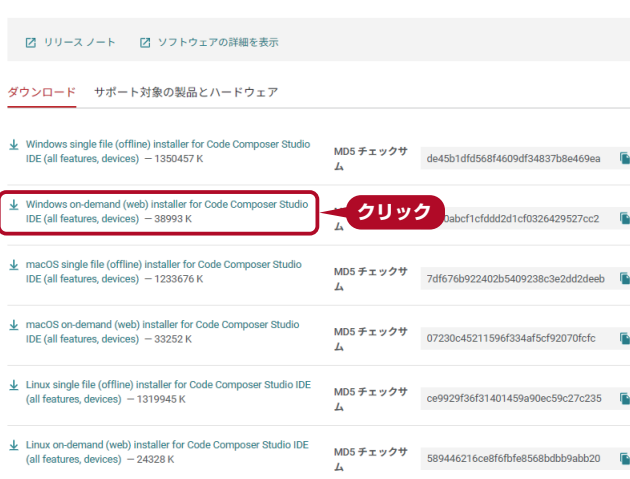 リリース ノート ソフトウェアの詳細を表示
ダウンロード サポート対象の製品とハードウェア
Windows single file (offline) installer for Code Composer Studio
IDE (all features, devices) — 1350457 K
MD5 チェックサ
ム
de45b1dfd568f4609df34837b8e469ea
Windows on-demand (web) installer for Code Composer Studio
IDE (all features, devices) — 38993 K
クリック
ム
abcf1cfddd2d1cf0326429527cc2
macOS single file (offline) installer for Code Composer Studio
IDE (all features, devices) — 1233676 K
MD5 チェックサ
ム
7df676b922402b5409238c3e2dd2deeb
macOS on-demand (web) installer for Code Composer Studio
IDE (all features, devices) — 33252 K
MD5 チェックサ
ム
07230c45211596f334af5cf92070fcfc
Linux single file (offline) installer for Code Composer Studio IDE
(all features, devices) — 1319945 K
MD5 チェックサ
ム
ce9929f36f31401459a90ec59c27c235
Linux on-demand (web) installer for Code Composer Studio IDE
(all features, devices) — 24328 K
MD5 チェックサ
ム
589446216ce8f6fbfe8568bdbb9abb20